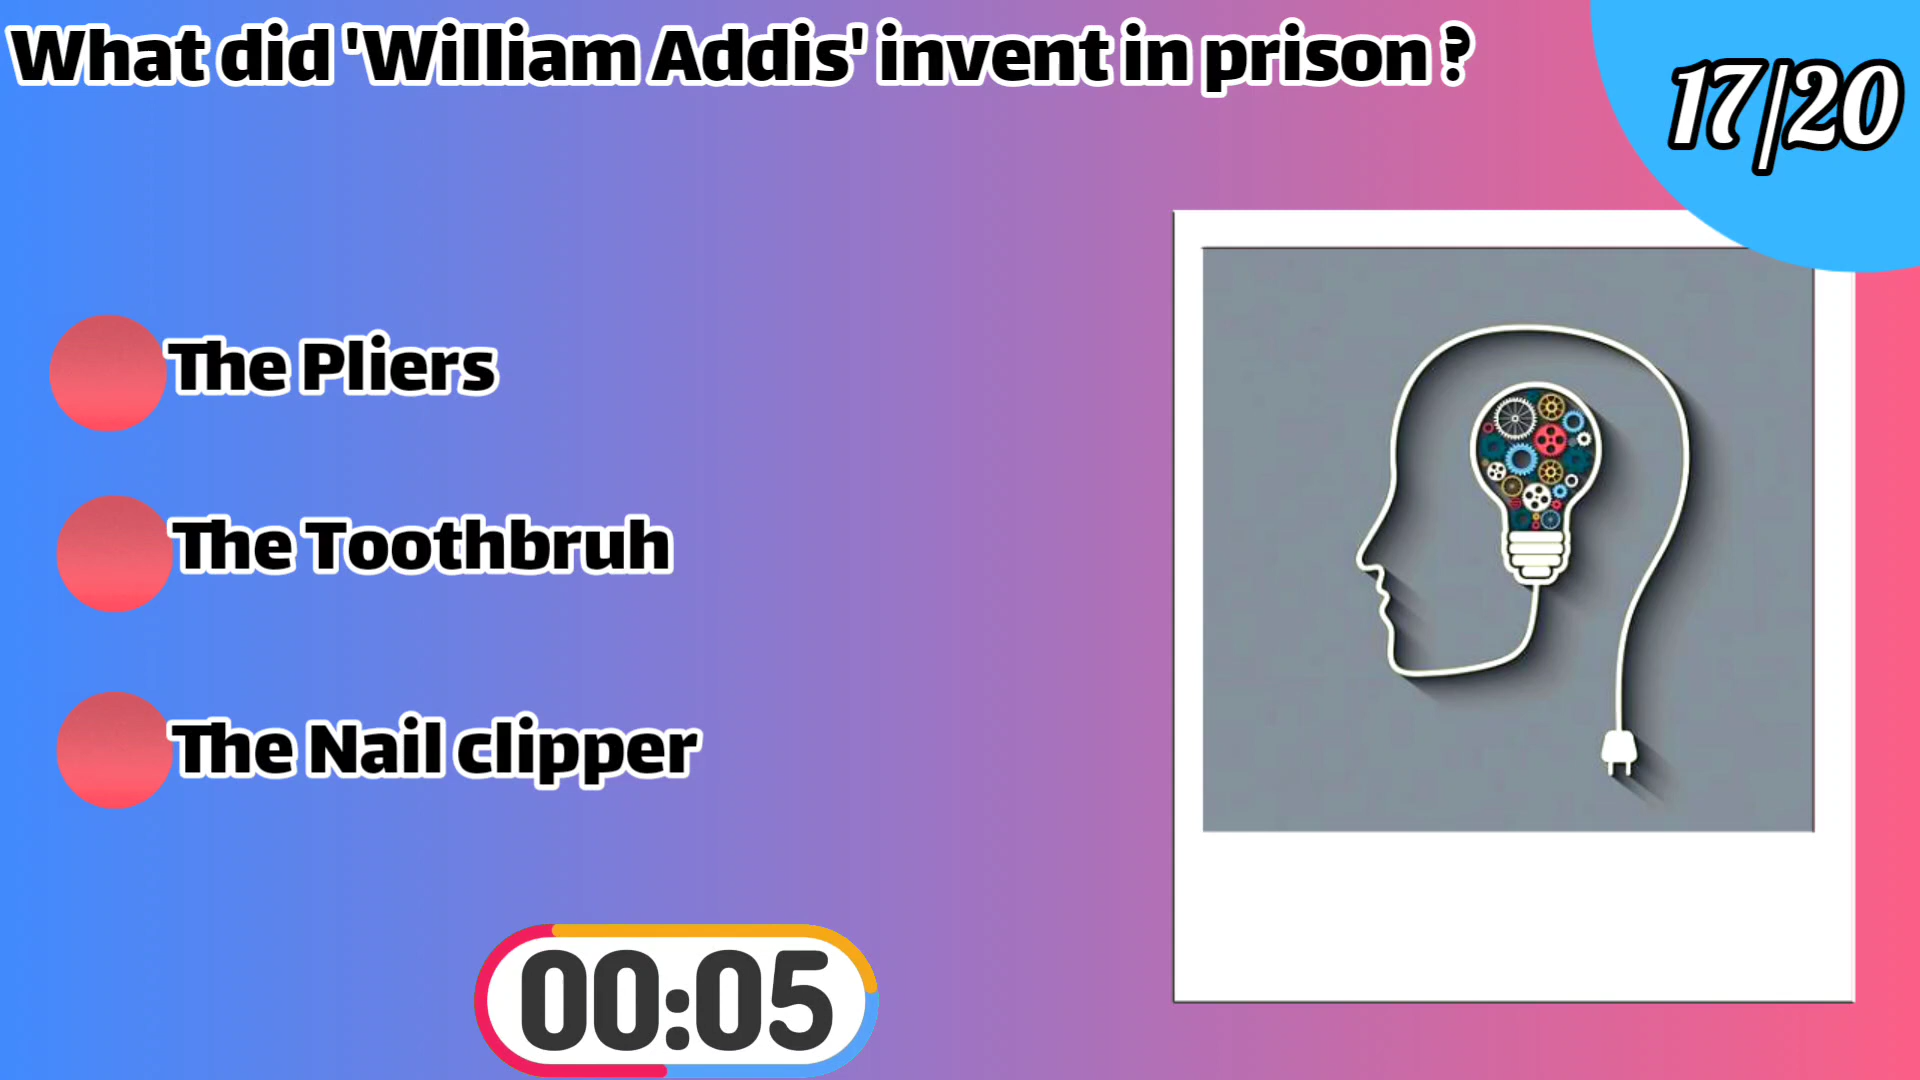 What did 'William Addis' invent in prison ?
17/20
The Pliers
The Toothbruh
The Nail clipper
00:05